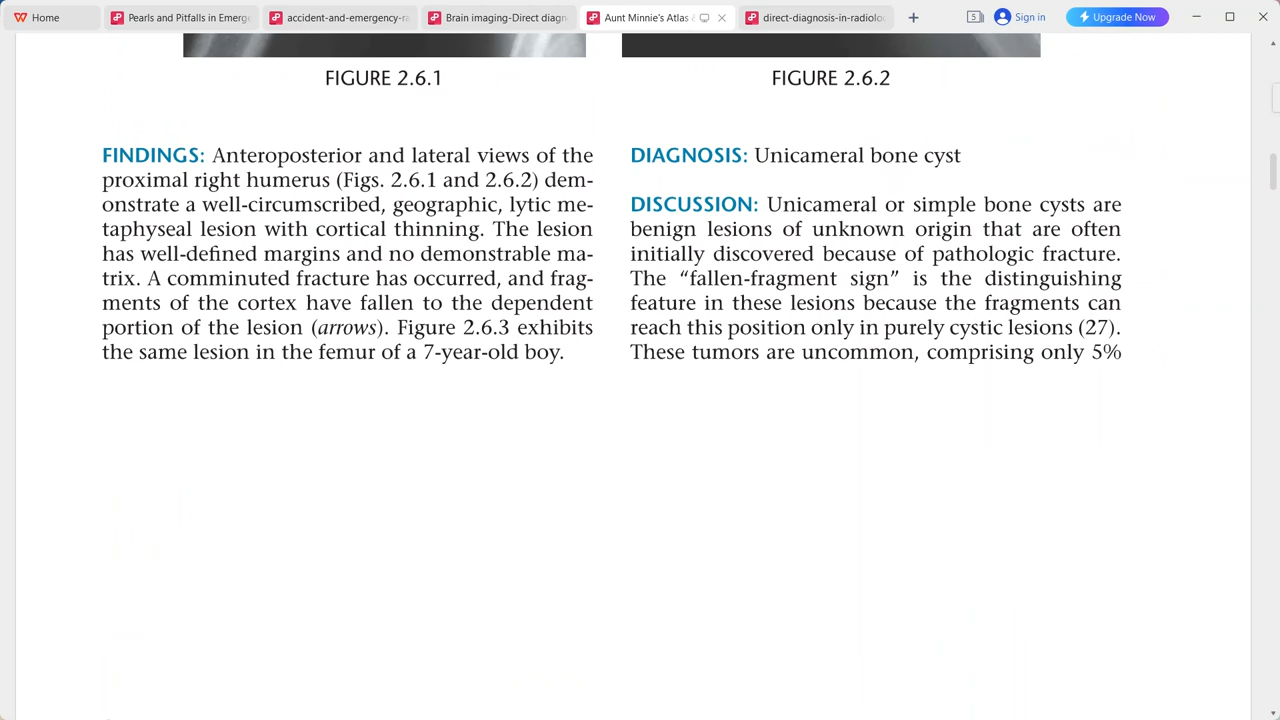 Home
Pearls and Pitfalls in Emerg
accident-and-emergency-ra
Brain imaging-Direct diagn
Aunt Minnie's Atlas
direct-diagnosis-in-radiolo
5
Sign in
Upgrade Now
FIGURE 2.6.1
FIGURE 2.6.2
FINDINGS: Anteroposterior and lateral views of the
proximal right humerus (Figs. 2.6.1 and 2.6.2) dem-
onstrate a well-circumscribed, geographic, lytic me-
taphyseal lesion with cortical thinning. The lesion
has well-defined margins and no demonstrable ma-
trix. A comminuted fracture has occurred, and frag-
ments of the cortex have fallen to the dependent
portion of the lesion (arrows). Figure 2.6.3 exhibits
the same lesion in the femur of a 7-year-old boy.
DIAGNOSIS: Unicameral bone cyst
DISCUSSION: Unicameral or simple bone cysts are
benign lesions of unknown origin that are often
initially discovered because of pathologic fracture.
The “fallen-fragment sign” is the distinguishing
feature in these lesions because the fragments can
reach this position only in purely cystic lesions (27).
These tumors are uncommon, comprising only 5%